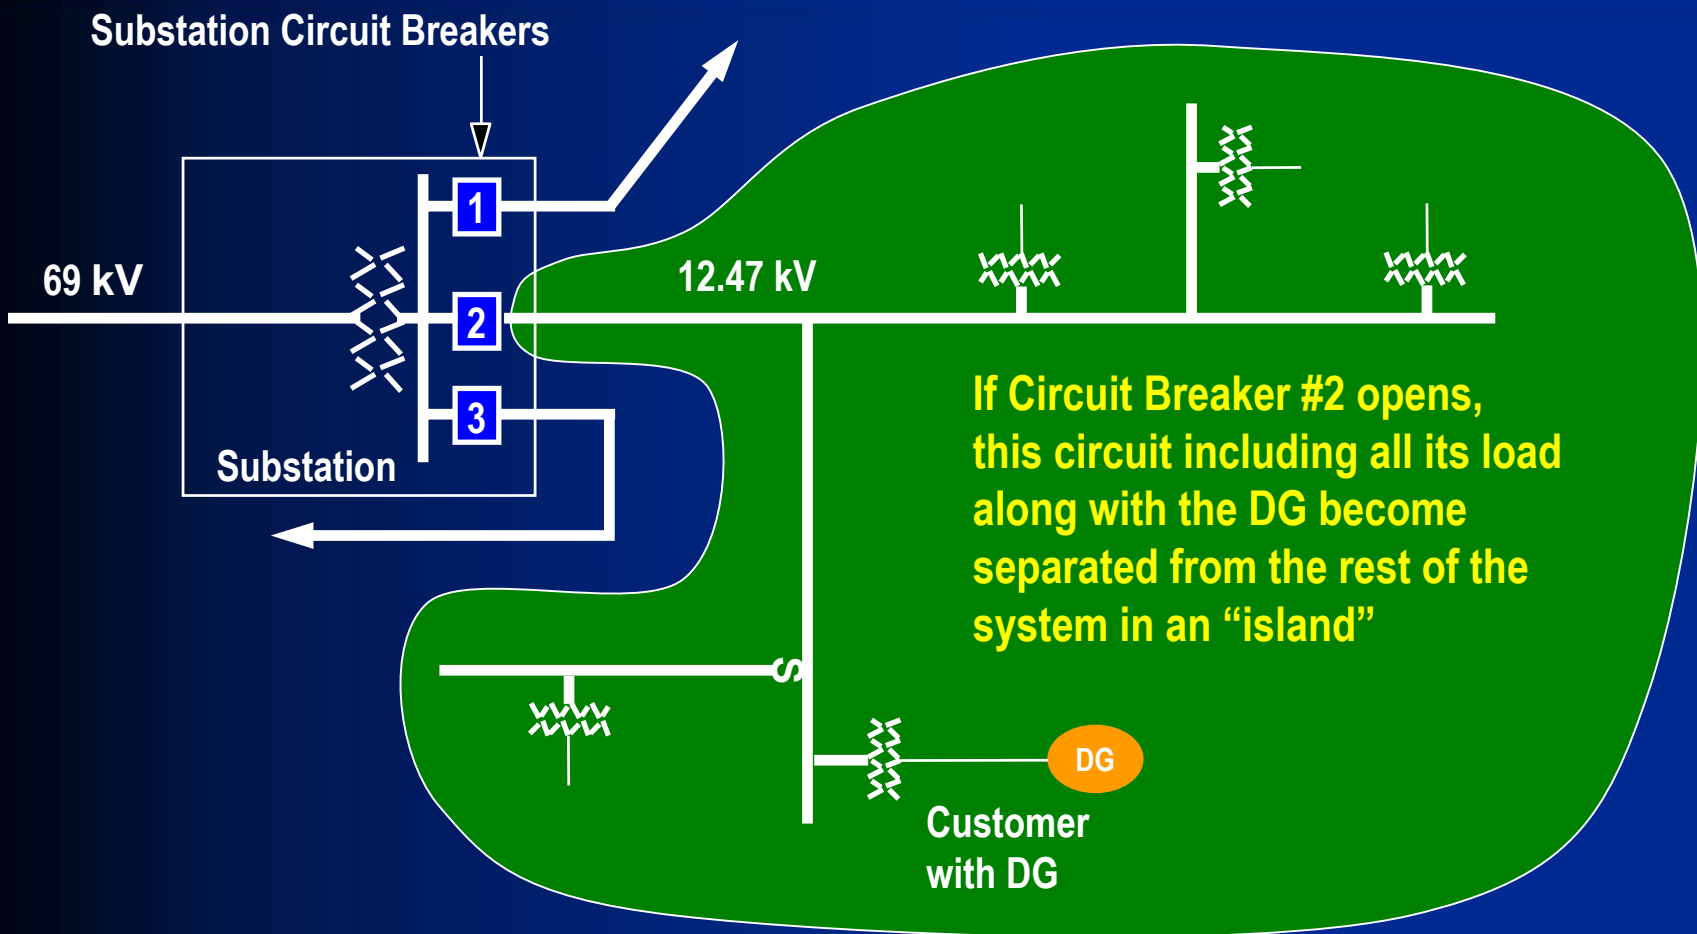 Substation Circuit Breakers
1
69 kV
12.47 kV
2
3
Substation
If Circuit Breaker #2 opens,
this circuit including all its load
along with the DG become
separated from the rest of the
system in an “island”
S
DG
Customer
with DG